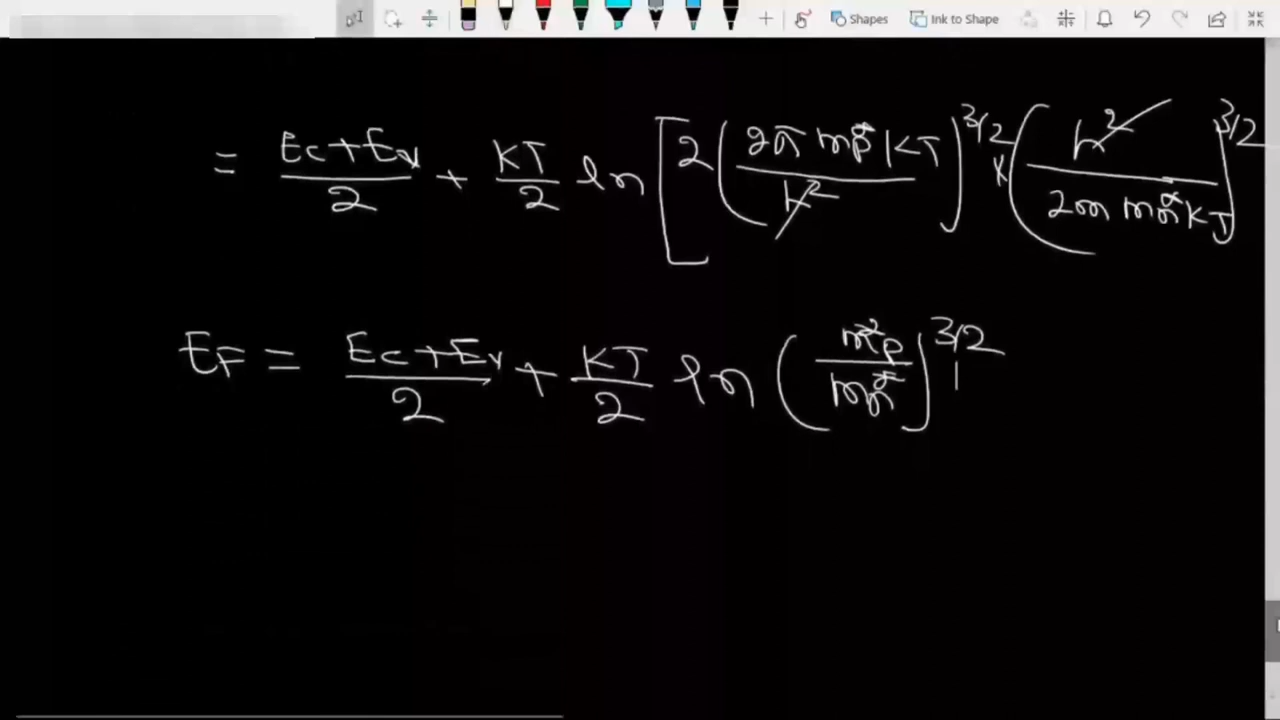 Shapes Ink to Shape
= Ec+Ev/2 + KT/2 ln [2 (2π mp* KT/h²)^3/2 × (h²/2π mn* KT)^3/2
EF = Ec+Ev/2 + KT/2 ln (m*p/mn*)^3/2